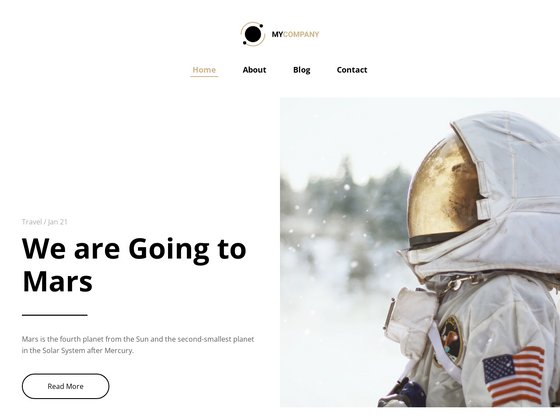 MYCOMPANY
Home About Blog Contact
Travel / Jan 21
We are Going to
Mars
Mars is the fourth planet from the Sun and the second-smallest planet
in the Solar System after Mercury.
Read More